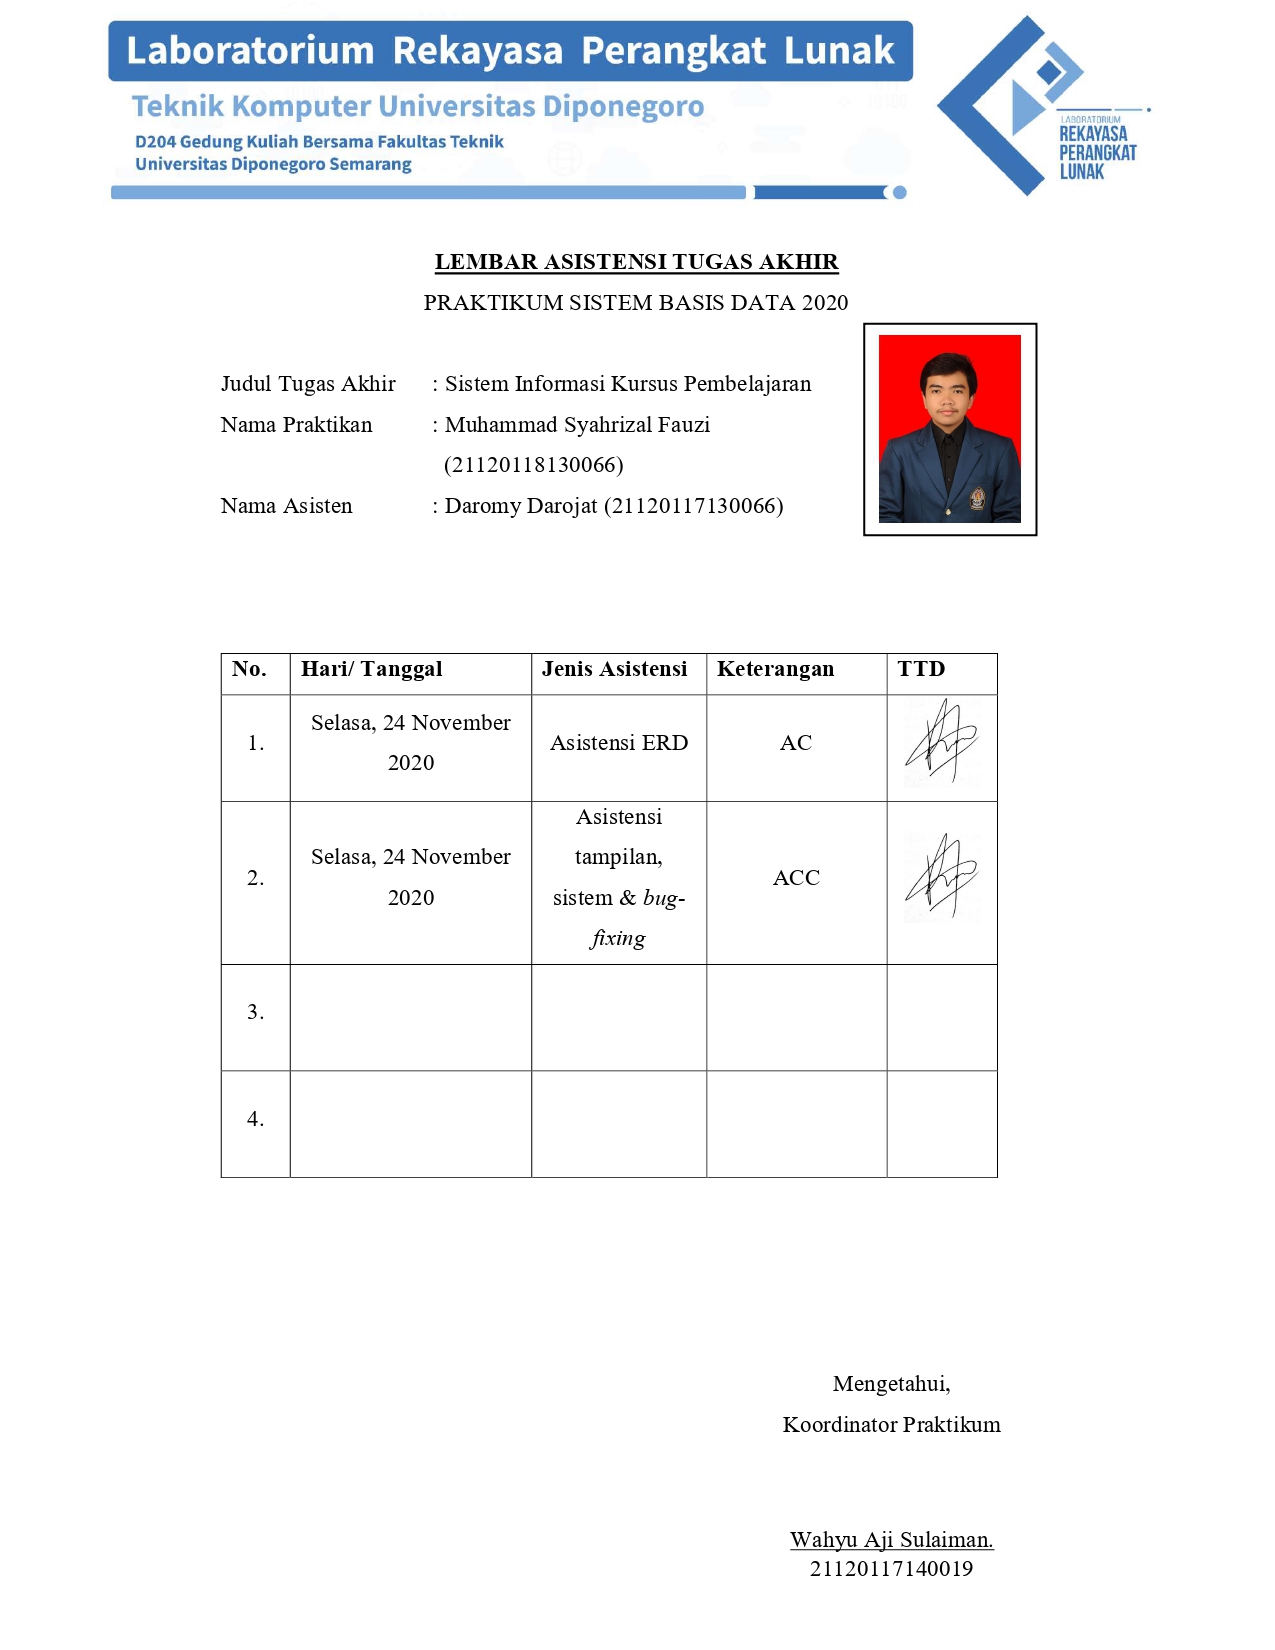 Laboratorium Rekayasa Perangkat Lunak
Teknik Komputer Universitas Diponegoro
D204 Gedung Kuliah Bersama Fakultas Teknik
Universitas Diponegoro Semarang
LABORATORIUM
REKAYASA
PERANGKAT
LUNAK
LEMBAR ASISTENSI TUGAS AKHIR
PRAKTIKUM SISTEM BASIS DATA 2020
Judul Tugas Akhir : Sistem Informasi Kursus Pembelajaran
Nama Praktikan : Muhammad Syahrizal Fauzi
(21120118130066)
Nama Asisten : Daromy Darojat (21120117130066)
No. Hari/ Tanggal Jenis Asistensi Keterangan TTD
1. Selasa, 24 November
2020 Asistensi ERD AC
2. Selasa, 24 November
2020 Asistensi
tampilan,
sistem & bug-
fixing ACC
3.
4.
Mengetahui,
Koordinator Praktikum
Wahyu Aji Sulaiman.
21120117140019